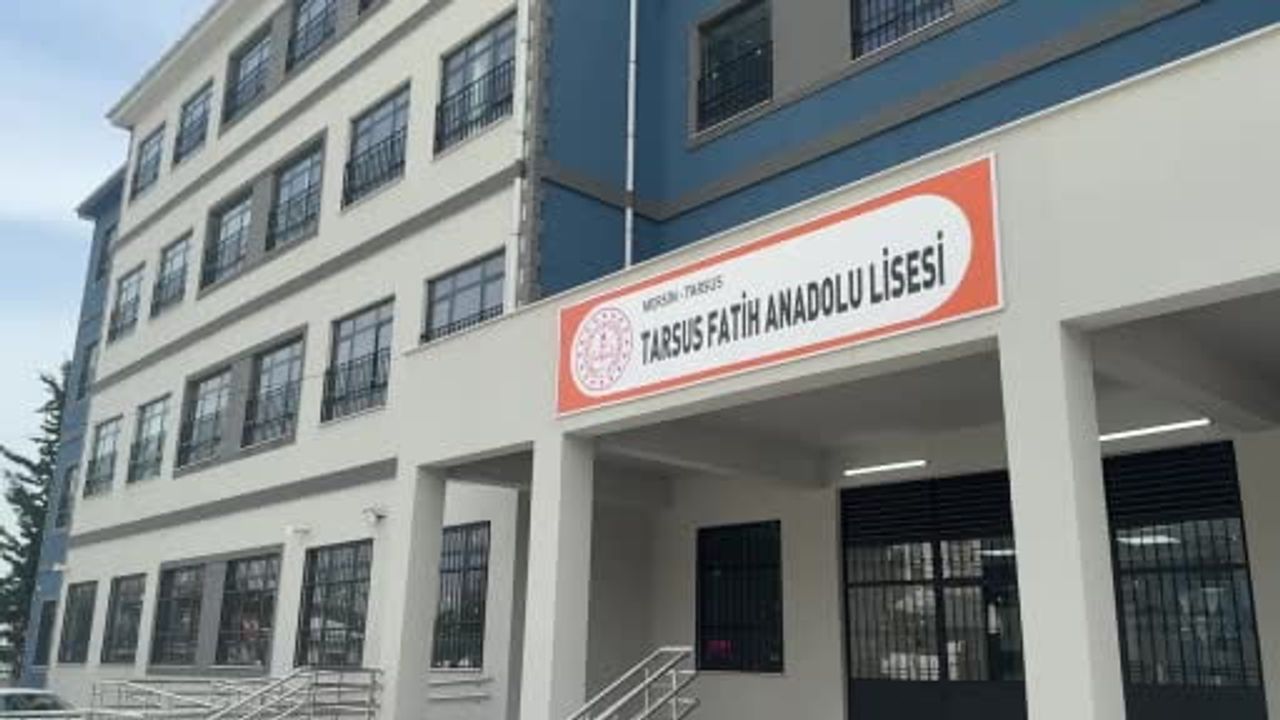 MERSİN - TARSUS
TARSUS FATİH ANADOLU LİSESİ